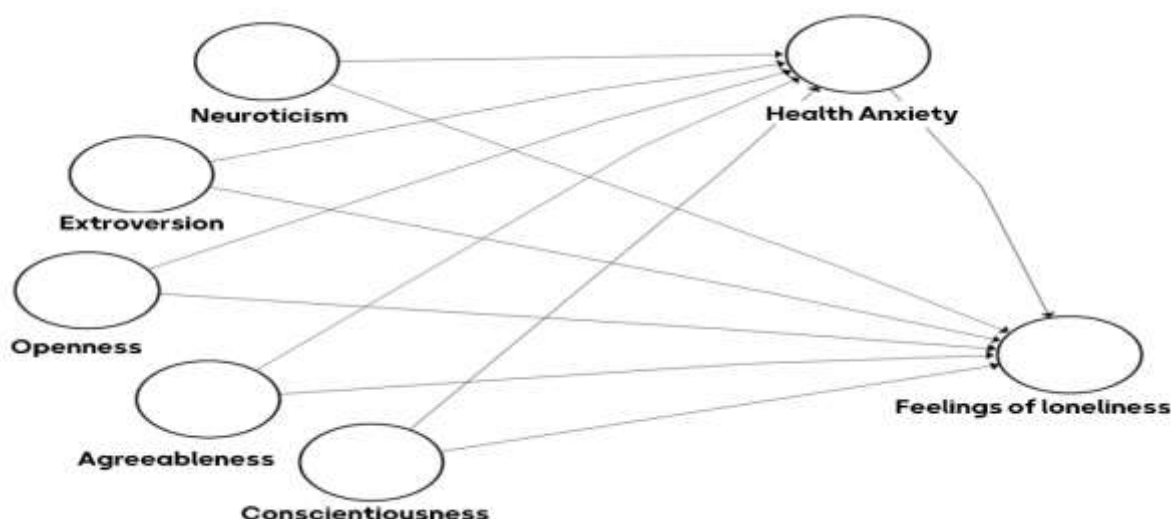 Neuroticism
Health Anxiety
Extroversion
Openness
Feelings of loneliness
Agreeableness
Conscientiousness